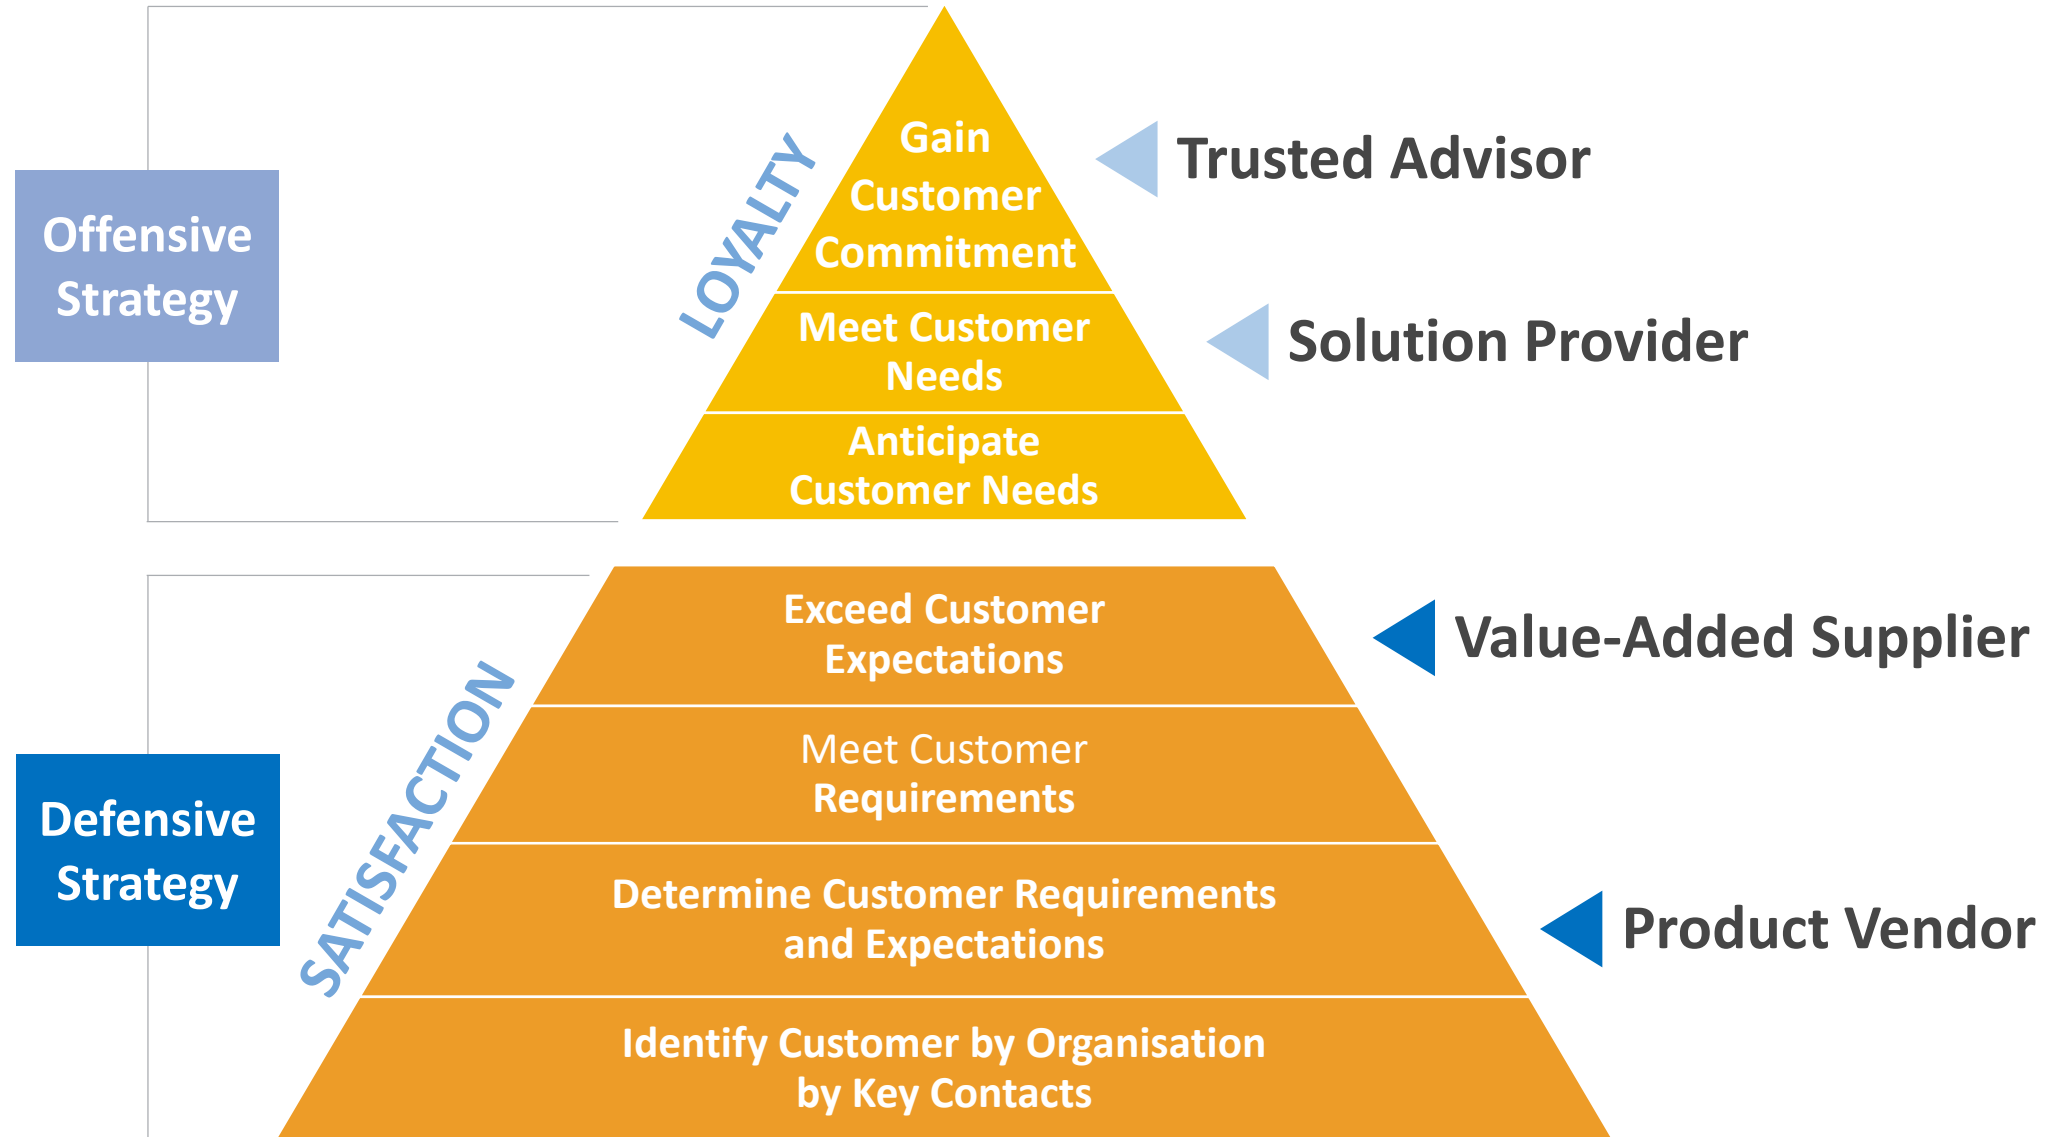 Gain
Customer
Commitment
Meet Customer
Needs
Anticipate
Customer Needs
LOYALTY
Trusted Advisor
Solution Provider
Offensive
Strategy
Exceed Customer
Expectations
Meet Customer
Requirements
Determine Customer Requirements
and Expectations
Identify Customer by Organisation
by Key Contacts
SATISFACTION
Value-Added Supplier
Product Vendor
Defensive
Strategy